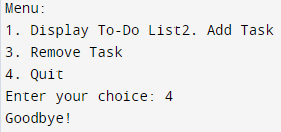 Menu:
1. Display To-Do List2. Add Task
3. Remove Task
4. Quit
Enter your choice: 4
Goodbye!